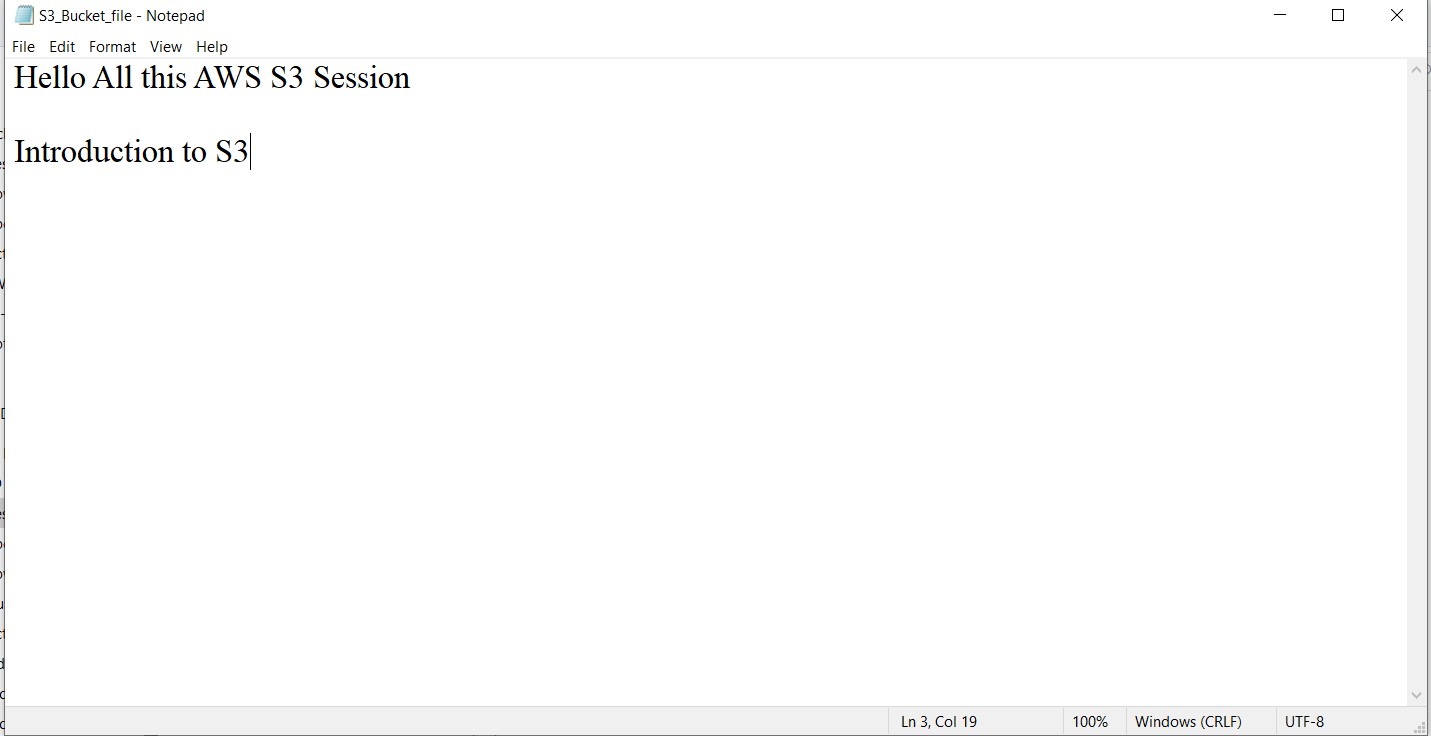 S3_Bucket_file - Notepad
File Edit Format View Help
Hello All this AWS S3 Session
Introduction to S3
Ln 3, Col 19 100% Windows (CRLF) UTF-8